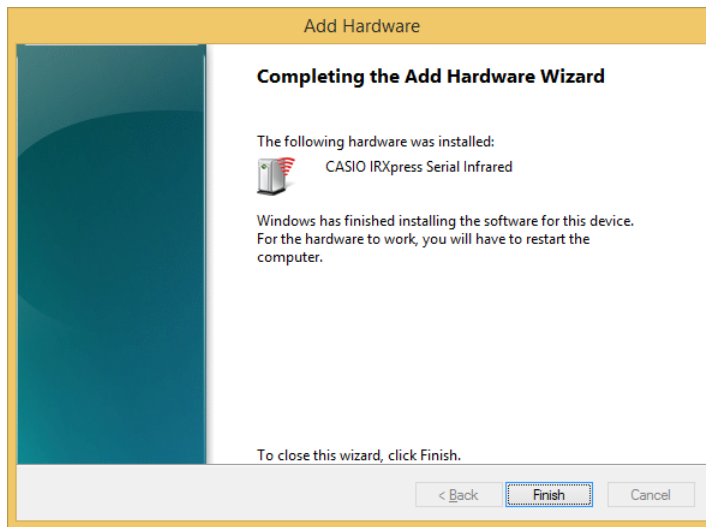 Add Hardware
Completing the Add Hardware Wizard
The following hardware was installed:
CASIO IRXpress Serial Infrared
Windows has finished installing the software for this device.
For the hardware to work, you will have to restart the
computer.
To close this wizard, click Finish.
< Back Finish Cancel